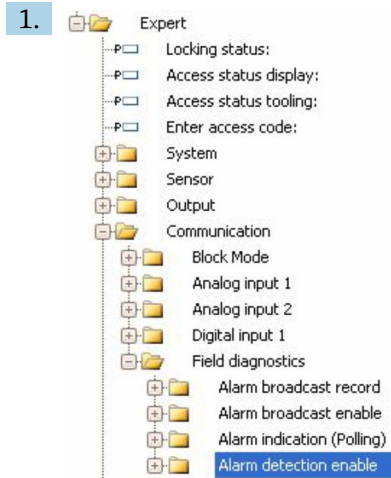 1.
Expert
Locking status:
Access status display:
Access status tooling:
Enter access code:
System
Sensor
Output
Communication
Block Mode
Analog input 1
Analog input 2
Digital input 1
Field diagnostics
Alarm broadcast record
Alarm broadcast enable
Alarm indication (Polling)
Alarm detection enable